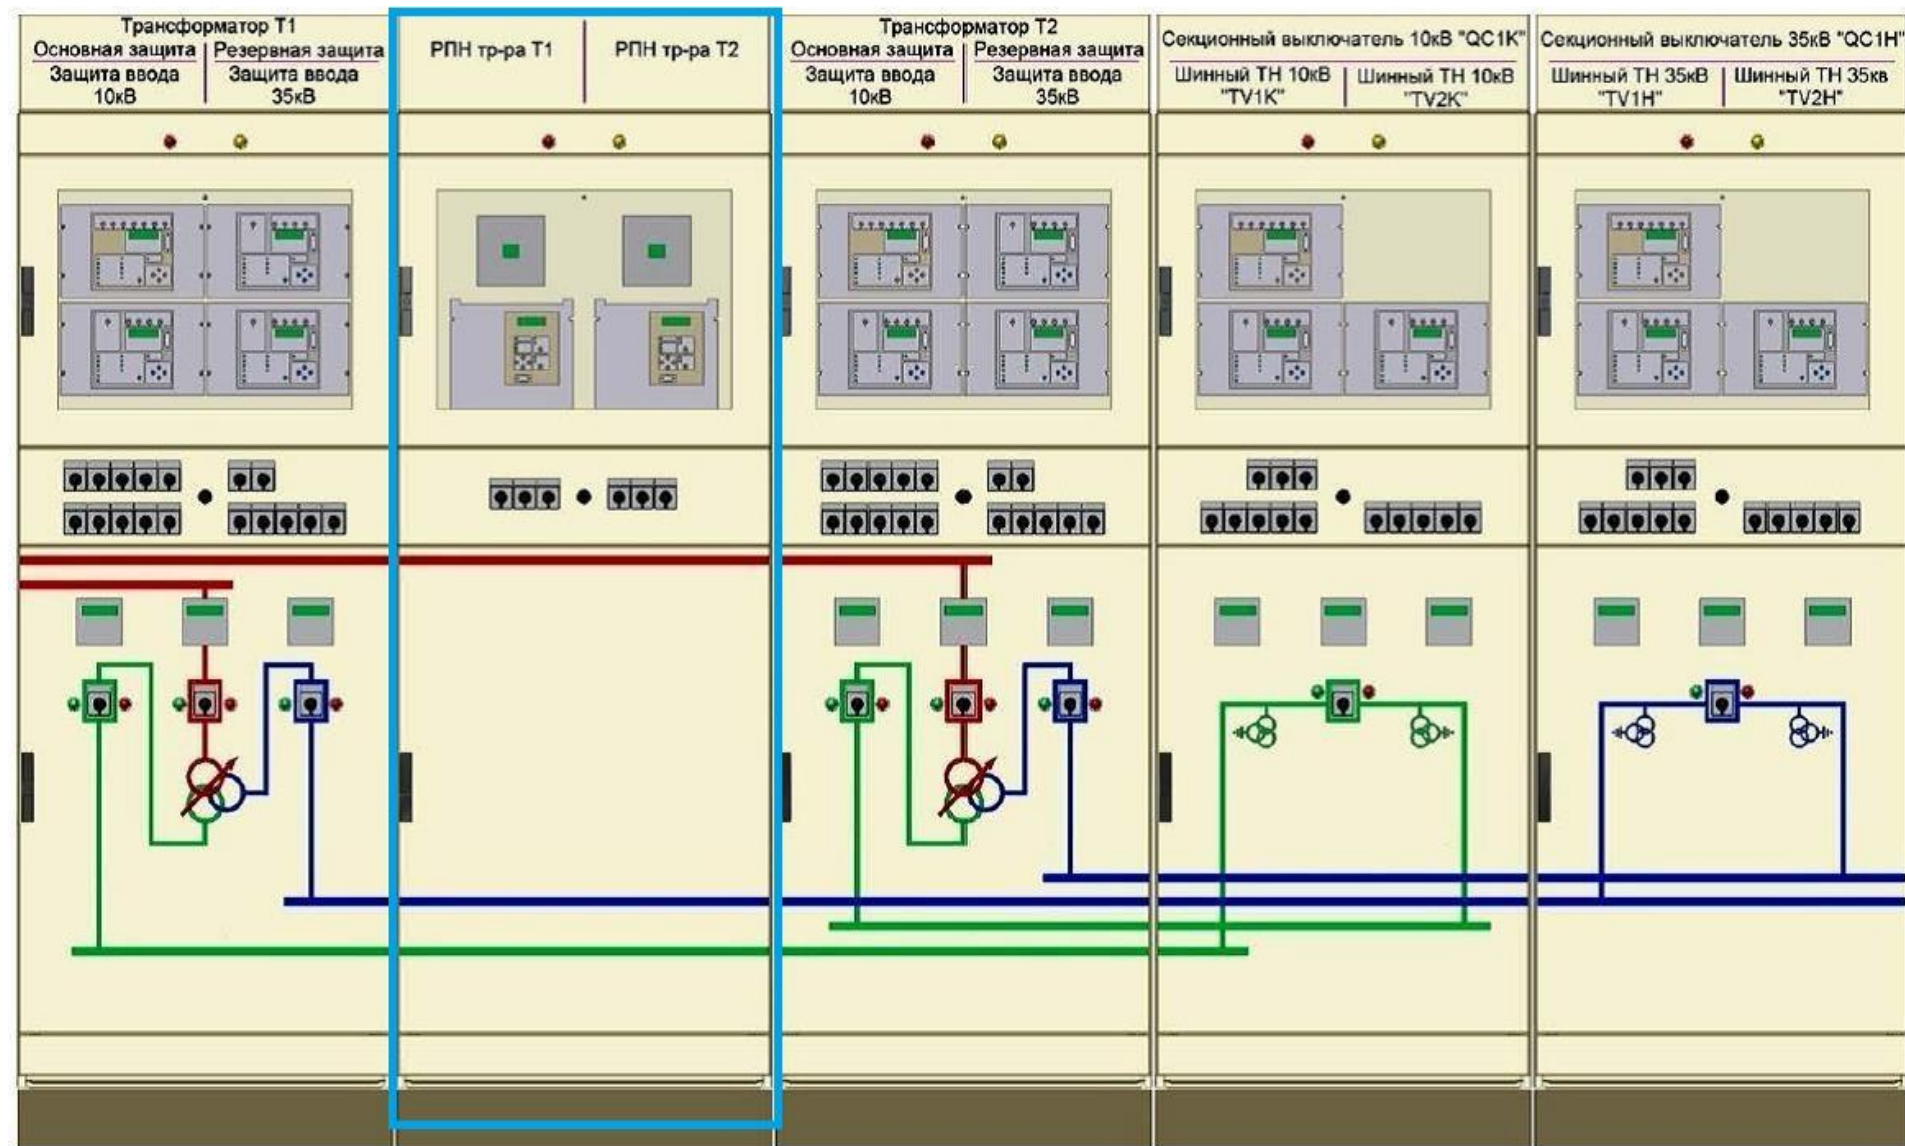 Трансформатор Т1
Основная защита Резервная защита
Защита ввода Защита ввода
10кВ 35кВ
РПН тр-ра Т1 РПН тр-ра Т2
Трансформатор Т2
Основная защита Резервная защита
Защита ввода Защита ввода
10кВ 35кВ
Секционный выключатель 10кВ "QC1K"
Шинный ТН 10кВ Шинный ТН 10кВ
"TV1K" "TV2K"
Секционный выключатель 35кВ "QC1H"
Шинный ТН 35кВ Шинный ТН 35кв
"TV1H" "TV2H"